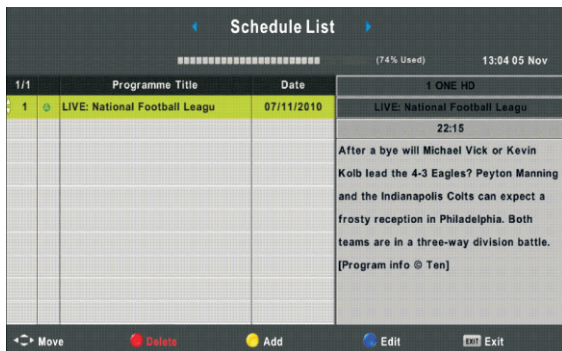 Schedule List
(74% Used) 13:04 05 Nov
1/1 Programme Title Date
1 LIVE: National Football Leagu 07/11/2010
1 ONE HD
LIVE: National Football Leagu
22:15
After a bye will Michael Vick or Kevin
Kolb lead the 4-3 Eagles? Peyton Manning
and the Indianapolis Colts can expect a
frosty reception in Philadelphia. Both
teams are in a three-way division battle.
[Program info © Ten]
Move Delete Add Edit EXIT Exit